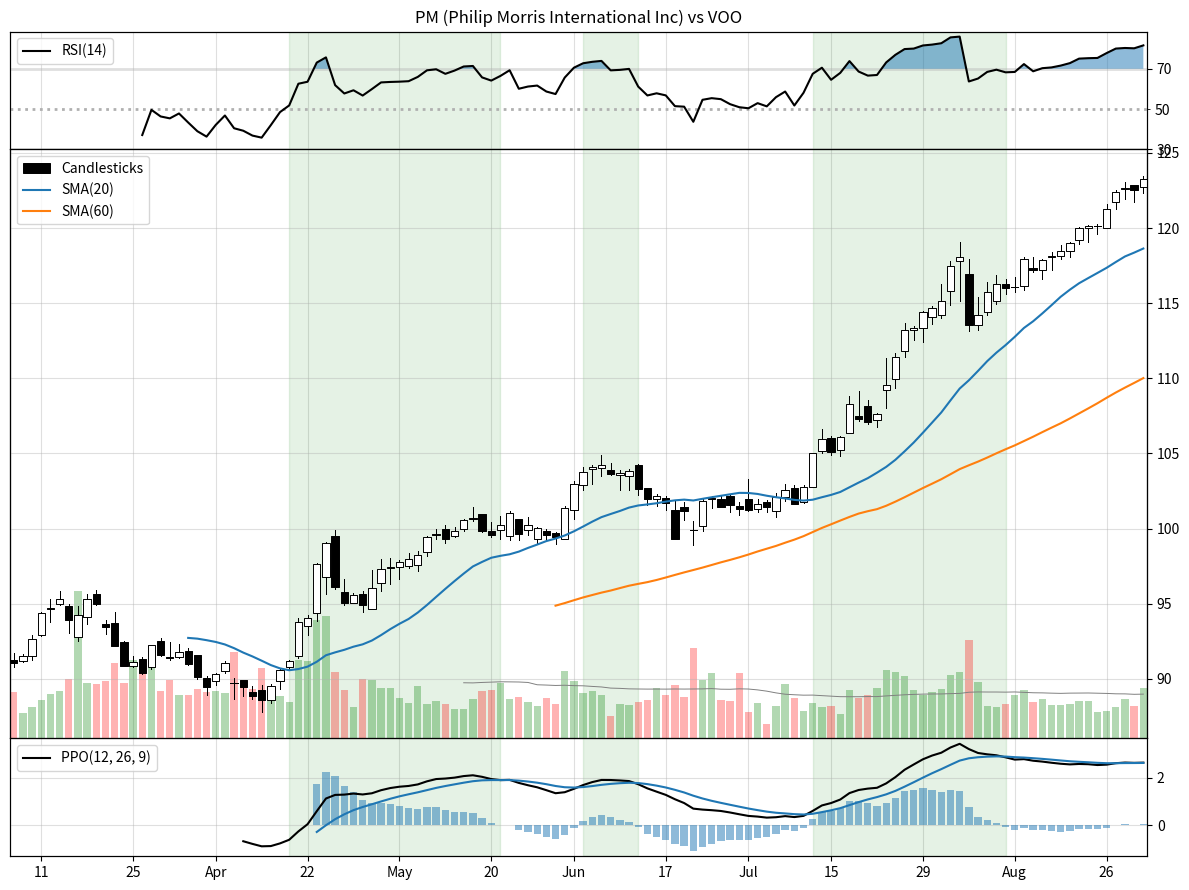 PM (Philip Morris International Inc) vs VOO
RSI(14)
70
50
30
125
Candlesticks
SMA(20)
SMA(60)
120
115
110
105
100
95
90
PPO(12, 26, 9)
2
0
11 25 Apr 22 May 20 Jun 17 Jul 15 29 Aug 26